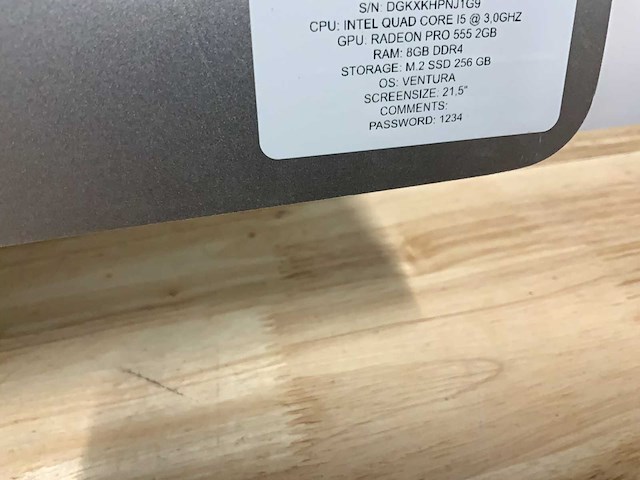 S/N: DGKXKHPNJ1G9
CPU: INTEL QUAD CORE I5 @ 3,0GHZ
GPU: RADEON PRO 555 2GB
RAM: 8GB DDR4
STORAGE: M.2 SSD 256 GB
OS: VENTURA
SCREENSIZE: 21,5"
COMMENTS:
PASSWORD: 1234